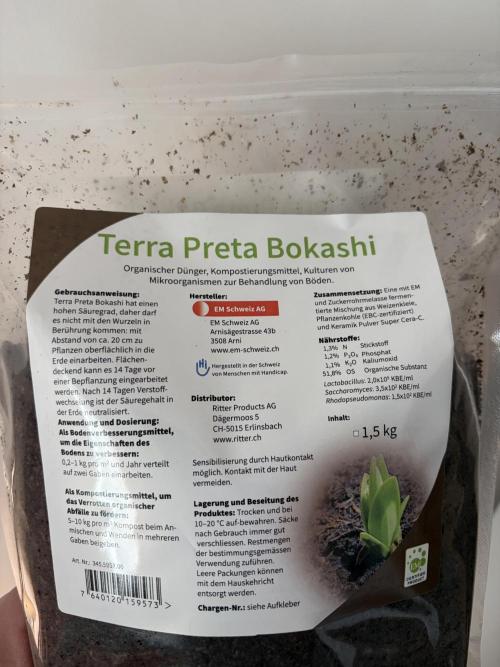 Terra Preta Bokashi
Organischer Dünger, Kompostierungsmittel, Kulturen von
Mikroorganismen zur Behandlung von Böden.
Gebrauchsanweisung:
Terra Preta Bokashi hat einen
hohen Säuregrad, daher darf
es nicht mit den Wurzeln in
Berührung kommen: mit
Abstand von ca. 20 cm zu
Pflanzen oberflächlich in die
Erde einarbeiten. Flächen-
deckend kann es 14 Tage vor
einer Bepflanzung eingearbeitet
werden. Nach 14 Tagen Verstoff-
wechslung ist der Säuregehalt in
der Erde neutralisiert.
Anwendung und Dosierung:
Als Bodenverbesserungsmittel,
um die Eigenschaften des
Bodens zu verbessern:
0,2–1 kg pro m² und Jahr verteilt
auf zwei Gaben einarbeiten.
Als Kompostierungsmittel, um
das Verrotten organischer
Abfälle zu fördern:
5–10 kg pro m³ Kompost beim An-
mischen und Wenden in mehreren
Gaben beigeben.
Art. Nr.: 345.5957.06
7 640120 159573 >
Hersteller:
EM Schweiz AG
EM Schweiz AG
Arnisägestrasse 43b
3508 Arni
www.em-schweiz.ch
Hergestellt in der Schweiz
von Menschen mit Handicap.
Distributor:
Ritter Products AG
Dägermoos 5
CH-5015 Erlinsbach
www.ritter.ch
Sensibilisierung durch Hautkontakt
möglich. Kontakt mit der Haut
vermeiden.
Lagerung und Beseitung des
Produktes: Trocken und bei
10–20 °C auf-bewahren. Säcke
nach Gebrauch immer gut
verschliessen. Restmengen
der bestimmungsgemässen
Verwendung zuführen.
Leere Packungen können
mit dem Hauskehricht
entsorgt werden.
Chargen-Nr.: siehe Aufkleber
Zusammensetzung: Eine mit EM
und Zuckerrohrmelasse fermen-
tierte Mischung aus Weizenkleie,
Pflanzenkohle (EBC-zertifiziert)
und Keramik Pulver Super Cera-C.
Nährstoffe:
1,3% N Stickstoff
1,2% P₂O₅ Phosphat
1,1% K₂O Kaliumoxid
51,8% OS Organische Substanz
Lactobacillus: 2,0x10⁵ KBE/ml
Saccharomyces: 3,5x10² KBE/ml
Rhodopseudomonas: 1,5x10² KBE/ml
Inhalt:
□ 1,5 kg